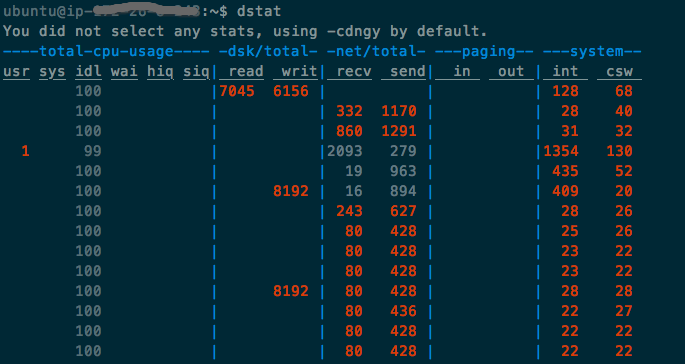 ubuntu@ip- :~$ dstat
You did not select any stats, using -cdngy by default.
----total-cpu-usage---- -dsk/total- -net/total- ---paging-- ---system--
usr sys idl wai hiq siq| read writ| recv send| in out | int csw
100 |7045 6156 | | | 128 68
100 | | 332 1170 | | 28 40
100 | | 860 1291 | | 31 32
1 99 | |2093 279 | |1354 130
100 | | 19 963 | | 435 52
100 | 8192 | 16 894 | | 409 20
100 | | 243 627 | | 28 26
100 | | 80 428 | | 25 26
100 | | 80 428 | | 23 22
100 | | 80 428 | | 23 22
100 | 8192 | 80 428 | | 28 28
100 | | 80 436 | | 22 27
100 | | 80 428 | | 22 22
100 | | 80 428 | | 22 22